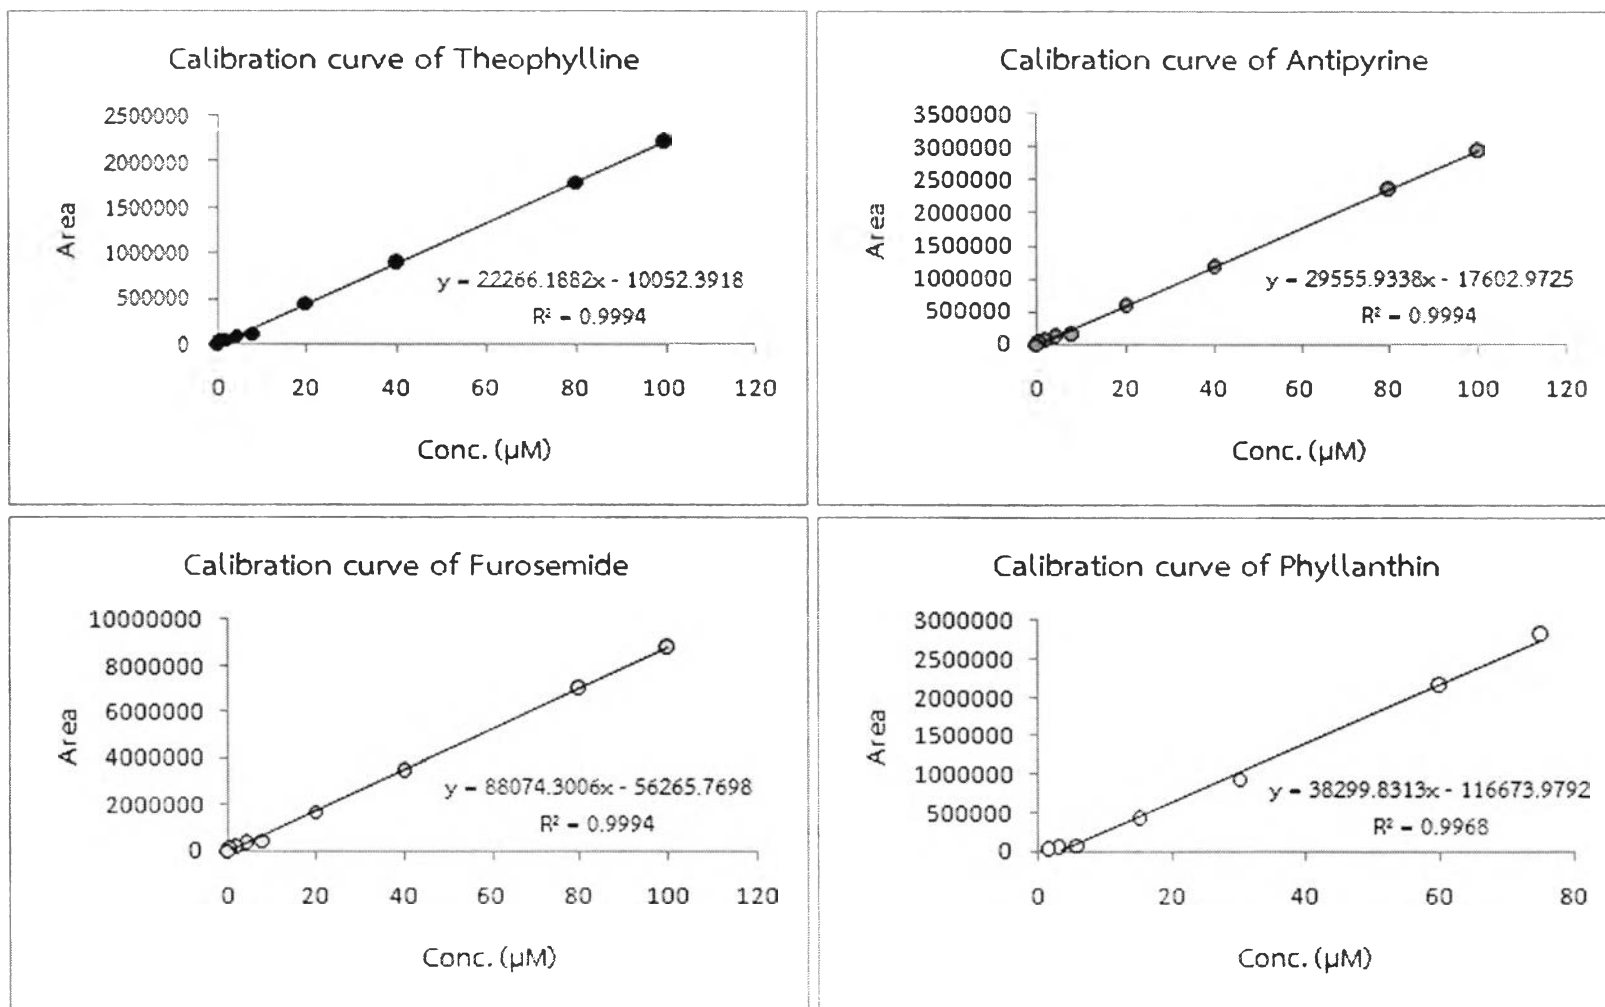 Calibration curve of Theophylline
2500000
2000000
1500000
1000000
500000
0
Area
y = 22266.1882x - 10052.3918
R² = 0.9994
0 20 40 60 80 100 120
Conc. (µM)
Calibration curve of Antipyrine
3500000
3000000
2500000
2000000
1500000
1000000
500000
0
Area
y = 29555.9338x - 17602.9725
R² = 0.9994
0 20 40 60 80 100 120
Conc. (µM)
Calibration curve of Furosemide
10000000
8000000
6000000
4000000
2000000
0
Area
y = 88074.3006x - 56265.7698
R² = 0.9994
0 20 40 60 80 100 120
Conc. (µM)
Calibration curve of Phyllanthin
3000000
2500000
2000000
1500000
1000000
500000
0
Area
y = 38299.8313x - 116673.9792
R² = 0.9968
0 20 40 60 80
Conc. (µM)